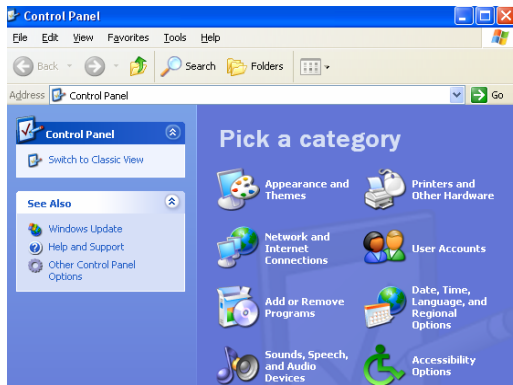 Control Panel
File Edit View Favorites Tools Help
Back Search Folders
Address Control Panel Go
Control Panel
Switch to Classic View
See Also
Windows Update
Help and Support
Other Control Panel
Options
Pick a category
Appearance and
Themes
Printers and
Other Hardware
Network and
Internet
Connections
User Accounts
Add or Remove
Programs
Date, Time,
Language, and
Regional
Options
Sounds, Speech,
and Audio
Devices
Accessibility
Options